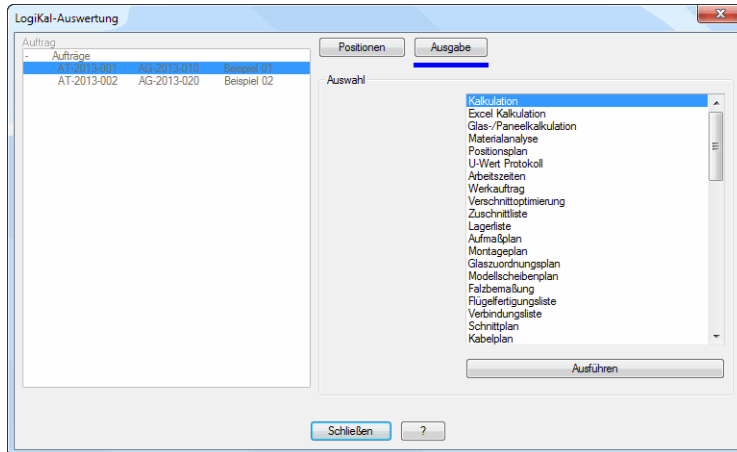 LogiKal-Auswertung
Auftrag
- Aufträge
AT-2013-001 AG-2013-010 Beispiel 01
AT-2013-002 AG-2013-020 Beispiel 02
Positionen
Ausgabe
Auswahl
Kalkulation
Excel Kalkulation
Glas-/Paneelkalkulation
Materialanalyse
Positionsplan
U-Wert Protokoll
Arbeitszeiten
Werkauftrag
Verschnittoptimierung
Zuschnittliste
Lagerliste
Aufmaßplan
Montageplan
Glaszuordnungsplan
Modellscheibenplan
Falzbemaßung
Flügelfertigungsliste
Verbindungsliste
Schnittplan
Kabelplan
Ausführen
Schließen
?